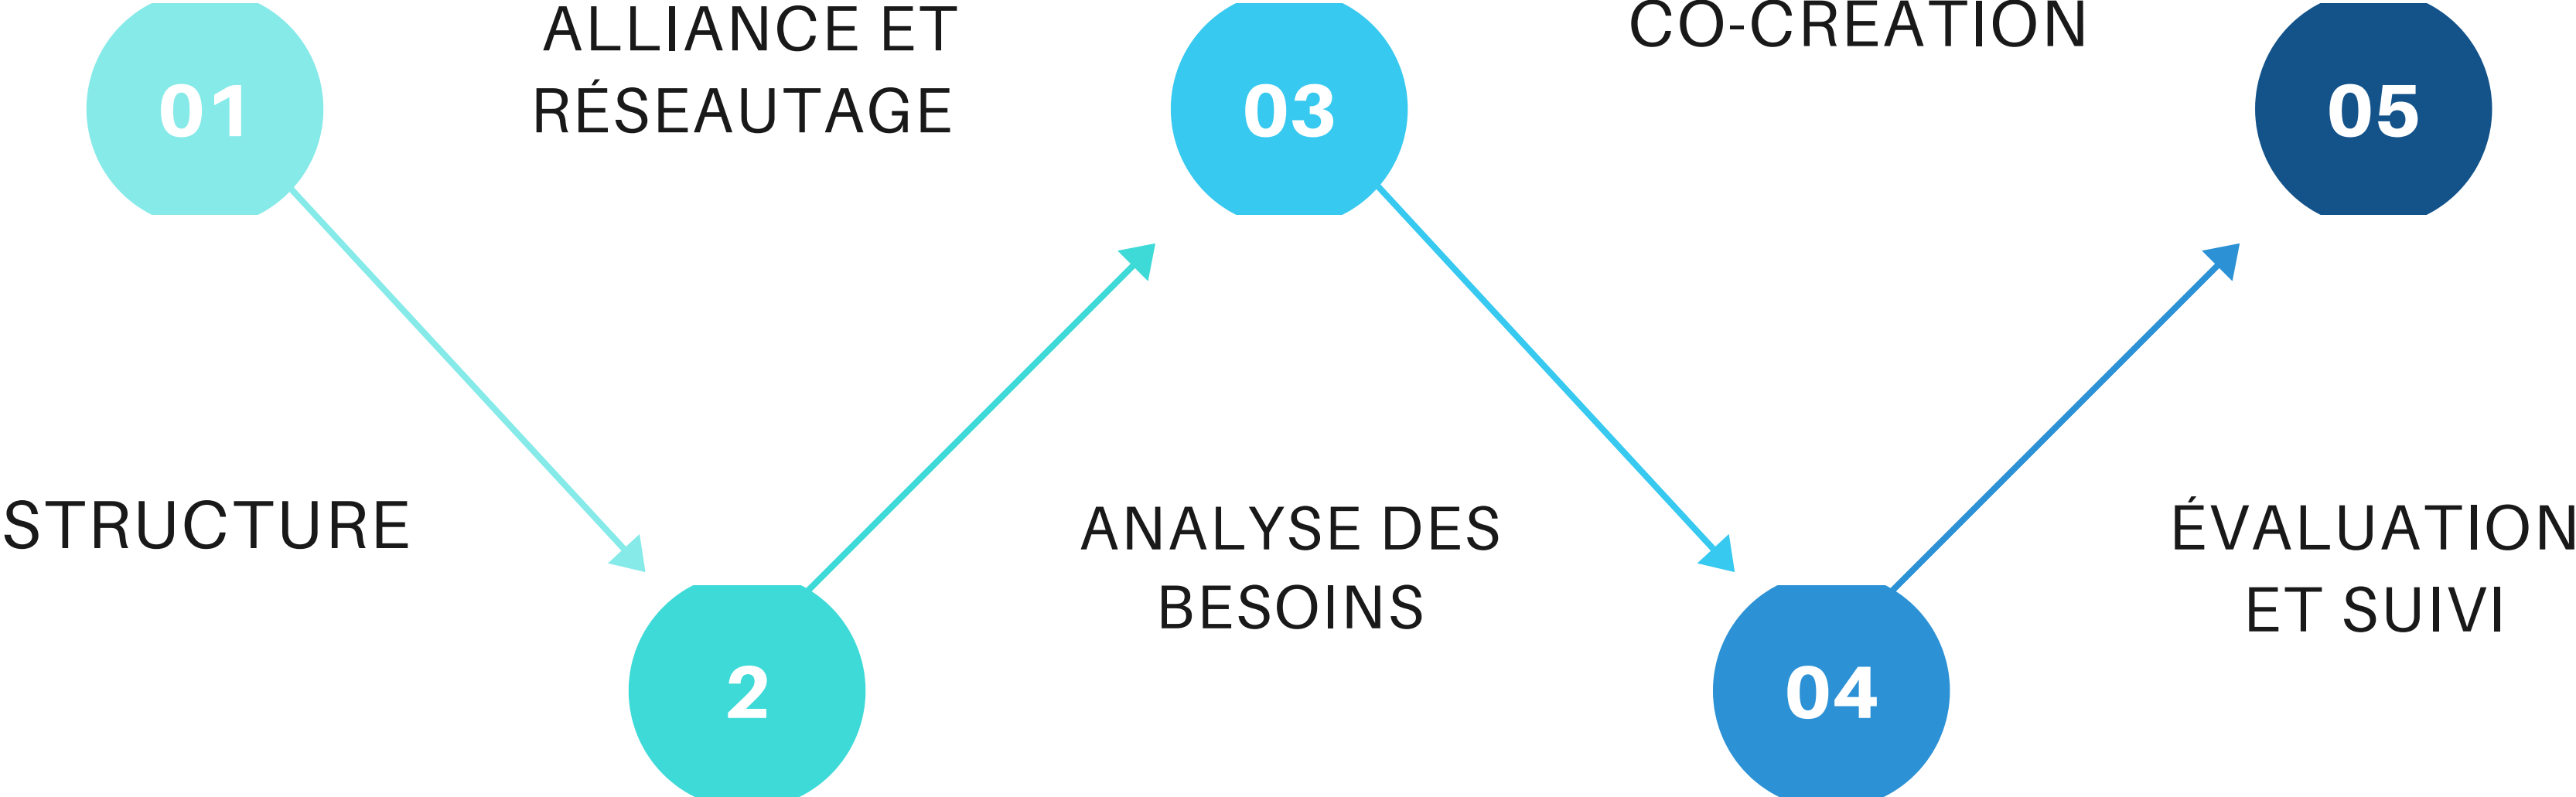 01
STRUCTURE
ALLIANCE ET
RÉSEAUTAGE
2
03
ANALYSE DES
BESOINS
CO-CREATION
04
05
ÉVALUATION
ET SUIVI